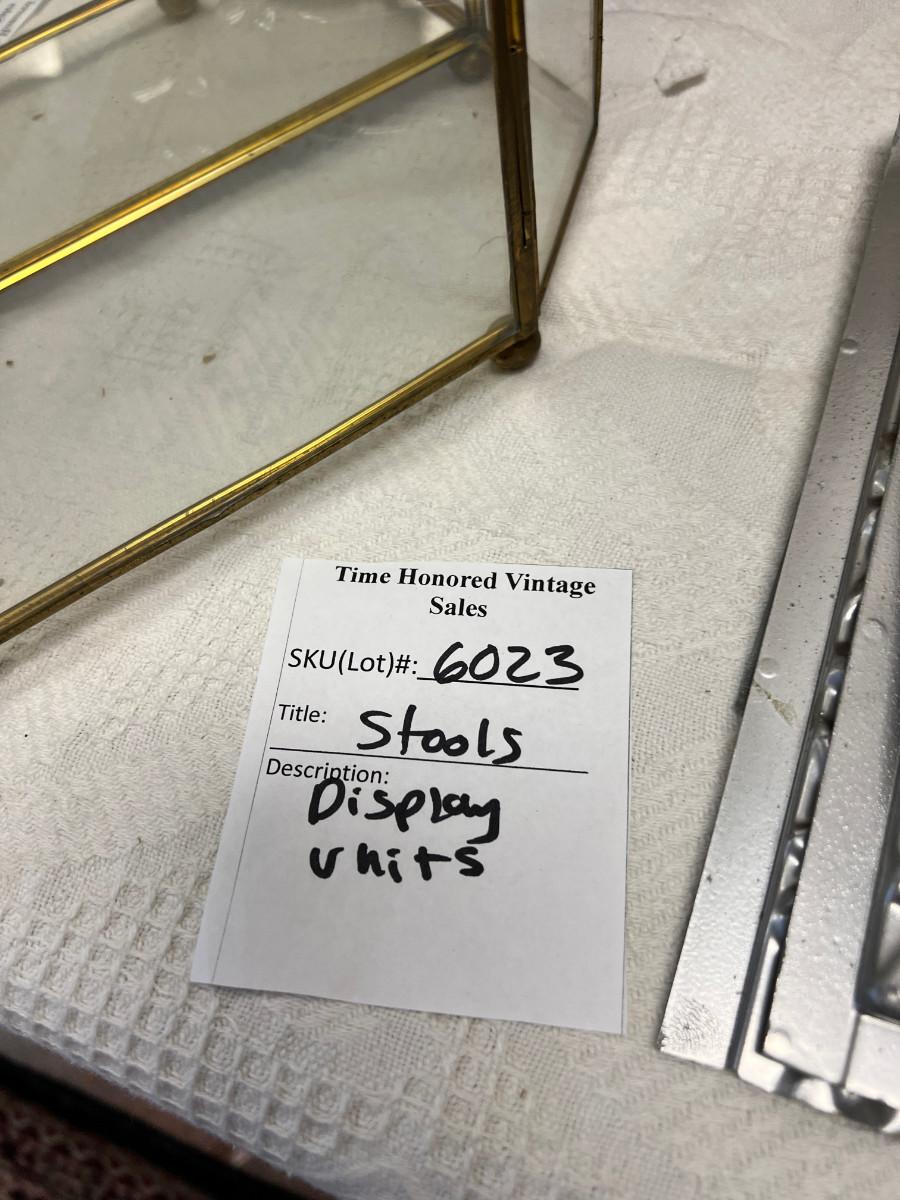 Time Honored Vintage
Sales
SKU(Lot)#: 6023
Title: Stools
Description:
Display
units